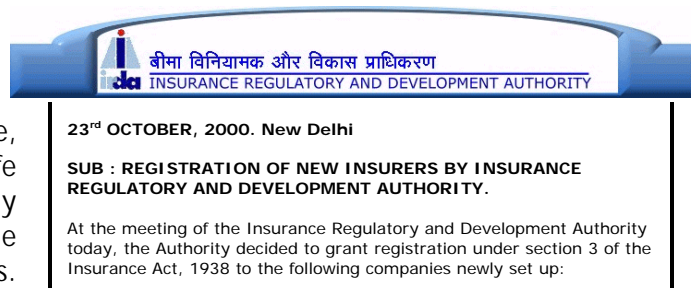 बीमा विनियामक और विकास प्राधिकरण
irda INSURANCE REGULATORY AND DEVELOPMENT AUTHORITY
23rd OCTOBER, 2000. New Delhi
SUB : REGISTRATION OF NEW INSURERS BY INSURANCE
REGULATORY AND DEVELOPMENT AUTHORITY.
At the meeting of the Insurance Regulatory and Development Authority
today, the Authority decided to grant registration under section 3 of the
Insurance Act, 1938 to the following companies newly set up: